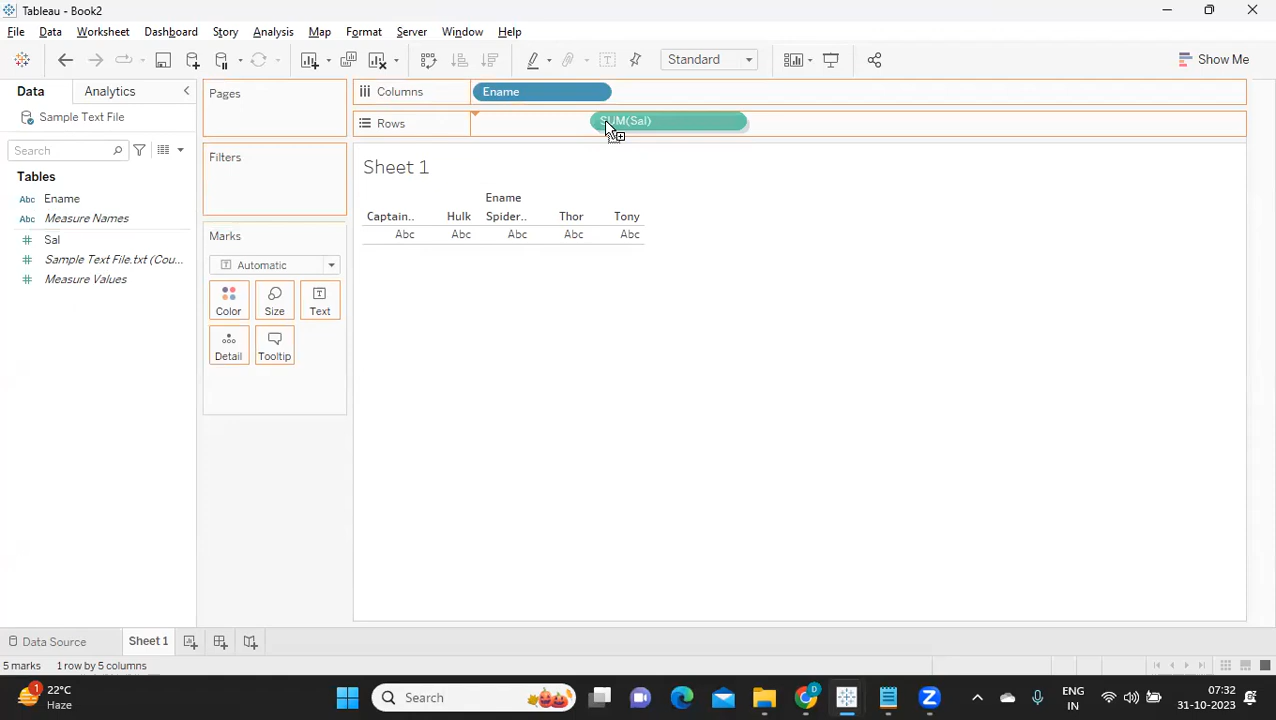 Tableau - Book2
File Data Worksheet Dashboard Story Analysis Map Format Server Window Help
Standard
Show Me
Data Analytics
Pages
Columns
Ename
Sample Text File
Rows
SUM(Sal)
Search
Filters
Sheet 1
Tables
Abc Ename
Abc Measure Names
Sal
Sample Text File.txt (Cou...
Measure Values
Ename
Captain.. Hulk Spider.. Thor Tony
Abc Abc Abc Abc Abc
Marks
Automatic
Color Size Text
Detail Tooltip
Data Source Sheet 1
5 marks 1 row by 5 columns
1
22°C
Haze
Search
D
ENG
IN
07:32
31-10-2023